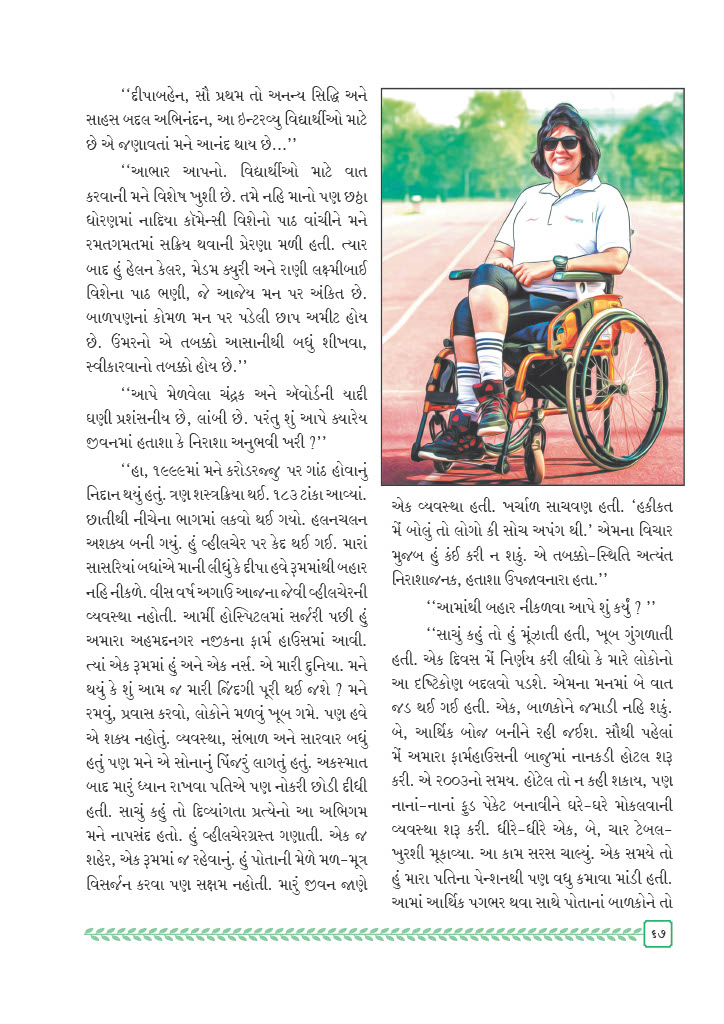 ‘‘દીપાબહેન, સૌ પ્રથમ તો અનન્ય સિદ્ધિ અને
સાહસ બદલ અભિનંદન, આ ઇન્ટરવ્યુ વિદ્યાર્થીઓ માટે
છે એ જણાવતાં મને આનંદ થાય છે...’’
‘‘આભાર આપનો. વિદ્યાર્થીઓ માટે વાત
કરવાની મને વિશેષ ખુશી છે. તમે નહિ માનો પણ છઠ્ઠા
ધોરણમાં નાદિયા કૉમેન્સી વિશેનો પાઠ વાંચીને મને
રમતગમતમાં સક્રિય થવાની પ્રેરણા મળી હતી. ત્યાર
બાદ હું હેલન કેલર, મેડમ ક્યુરી અને રાણી લક્ષ્મીબાઈ
વિશેના પાઠ ભણી, જે આજેય મન પર અંકિત છે.
બાળપણનાં કોમળ મન પર પડેલી છાપ અમીટ હોય
છે. ઉંમરનો એ તબક્કો આસાનીથી બધું શીખવા,
સ્વીકારવાનો તબક્કો હોય છે.’’
‘‘આપે મેળવેલા ચંદ્રક અને ઍવોર્ડની યાદી
ઘણી પ્રશંસનીય છે, લાંબી છે. પરંતુ શું આપે ક્યારેય
જીવનમાં હતાશા કે નિરાશા અનુભવી ખરી ?’’
‘‘હા, ૧૯૯૯માં મને કરોડરજ્જુ પર ગાંઠ હોવાનું
નિદાન થયું હતું. ત્રણ શસ્ત્રક્રિયા થઈ. ૧૮૩ ટાંકા આવ્યાં.
છાતીથી નીચેના ભાગમાં લકવો થઈ ગયો. હલનચલન
અશક્ય બની ગયું. હું વ્હીલચેર પર કેદ થઈ ગઈ. મારાં
સાસરિયાં બધાંએ માની લીધું કે દીપા હવે રૂમમાંથી બહાર
નહિ નીકળે. વીસ વર્ષ અગાઉ આજના જેવી વ્હીલચેરની
વ્યવસ્થા નહોતી. આર્મી હોસ્પિટલમાં સર્જરી પછી હું
અમારા અહમદનગર નજીકના ફાર્મ હાઉસમાં આવી.
ત્યાં એક રૂમમાં હું અને એક નર્સ. એ મારી દુનિયા. મને
થયું કે શું આમ જ મારી જિંદગી પૂરી થઈ જશે ? મને
રમવું, પ્રવાસ કરવો, લોકોને મળવું ખૂબ ગમે. પણ હવે
એ શક્ય નહોતું. વ્યવસ્થા, સંભાળ અને સારવાર બધું
હતું પણ મને એ સોનાનું પિંજરું લાગતું હતું. અકસ્માત
બાદ મારું ધ્યાન રાખવા પતિએ પણ નોકરી છોડી દીધી
હતી. સાચું કહું તો દિવ્યાંગતા પ્રત્યેનો આ અભિગમ
મને નાપસંદ હતો. હું વ્હીલચેરગ્રસ્ત ગણાતી. એક જ
શહેર, એક રૂમમાં જ રહેવાનું. હું પોતાની મેળે મળ-મૂત્ર
વિસર્જન કરવા પણ સક્ષમ નહોતી. મારું જીવન જાણે
એક વ્યવસ્થા હતી. ખર્ચાળ સાચવણ હતી. ‘હકીકત
મેં બોલું તો લોગો કી સોચ અપંગ થી.’ એમના વિચાર
મુજબ હું કંઈ કરી ન શકું. એ તબક્કો-સ્થિતિ અત્યંત
નિરાશાજનક, હતાશા ઉપજાવનારા હતા.’’
‘‘આમાંથી બહાર નીકળવા આપે શું કર્યું ? ’’
‘‘સાચું કહું તો હું મૂંઝાતી હતી, ખૂબ ગુંગળાતી
હતી. એક દિવસ મેં નિર્ણય કરી લીધો કે મારે લોકોનો
આ દૃષ્ટિકોણ બદલવો પડશે. એમના મનમાં બે વાત
જડ થઈ ગઈ હતી. એક, બાળકોને જમાડી નહિ શકું.
બે, આર્થિક બોજ બનીને રહી જઈશ. સૌથી પહેલાં
મેં અમારા ફાર્મહાઉસની બાજુમાં નાનકડી હોટલ શરૂ
કરી. એ ૨૦૦૩નો સમય. હોટેલ તો ન કહી શકાય, પણ
નાનાં-નાનાં ફુડ પેકેટ બનાવીને ઘરે-ઘરે મોકલવાની
વ્યવસ્થા શરૂ કરી. ધીરે-ધીરે એક, બે, ચાર ટેબલ-
ખુરશી મૂકાવ્યા. આ કામ સરસ ચાલ્યું. એક સમયે તો
હું મારા પતિના પેન્શનથી પણ વધુ કમાવા માંડી હતી.
આમાં આર્થિક પગભર થવા સાથે પોતાનાં બાળકોને તો
૬૭